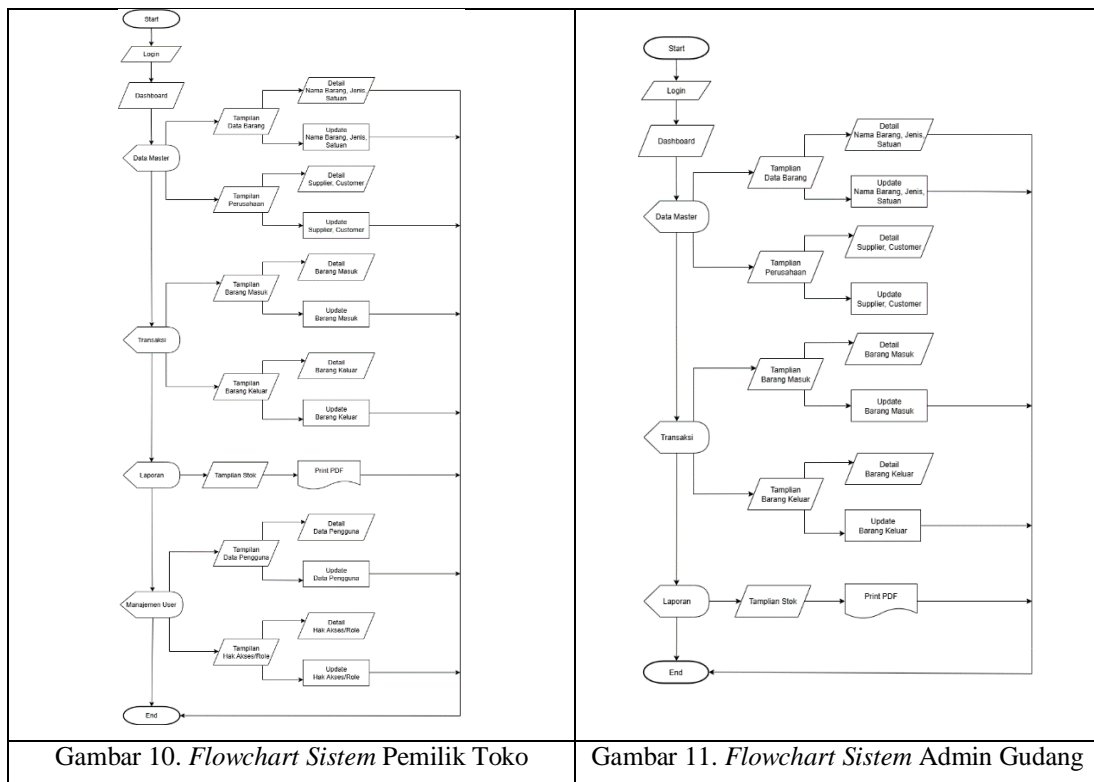 Start
Login
Dashboard
Data Master
Tampilan
Data Barang
Detail
Nama Barang, Jenis,
Satuan
Update
Nama Barang, Jenis,
Satuan
Tampilan
Perusahaan
Detail
Supplier, Customer
Update
Supplier, Customer
Transaksi
Tampilan
Barang Masuk
Detail
Barang Masuk
Update
Barang Masuk
Tampilan
Barang Keluar
Detail
Barang Keluar
Update
Barang Keluar
Laporan
Tampilan Stok
Print PDF
Manajemen User
Tampilan
Data Pengguna
Detail
Data Pengguna
Update
Data Pengguna
Tampilan
Hak Akses/Role
Detail
Hak Akses/Role
Update
Hak Akses/Role
End
Gambar 10. Flowchart Sistem Pemilik Toko
Start
Login
Dashboard
Data Master
Tamplian
Data Barang
Detail
Nama Barang, Jenis,
Satuan
Update
Nama Barang, Jenis,
Satuan
Tamplian
Perusahaan
Detail
Supplier, Customer
Update
Supplier, Customer
Transaksi
Tamplian
Barang Masuk
Detail
Barang Masuk
Update
Barang Masuk
Tamplian
Barang Keluar
Detail
Barang Keluar
Update
Barang Keluar
Laporan
Tamplian Stok
Print PDF
End
Gambar 11. Flowchart Sistem Admin Gudang